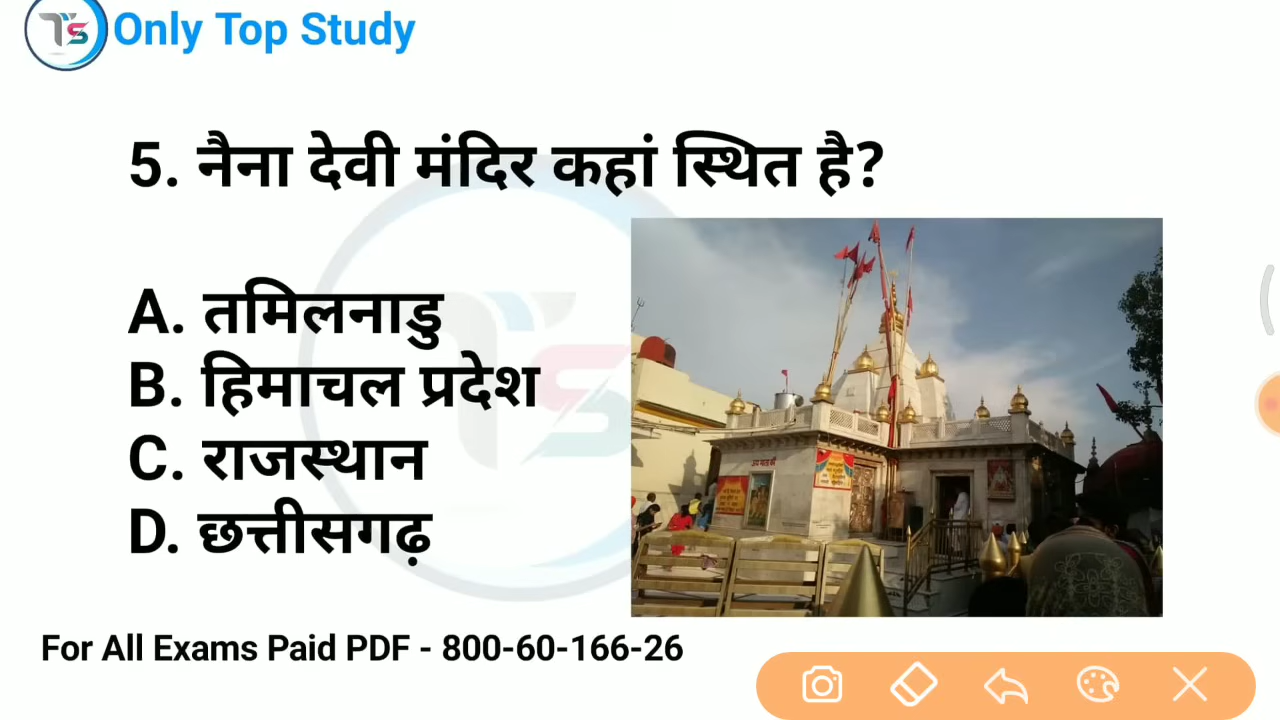 TS Only Top Study
5. नैना देवी मंदिर कहां स्थित है?
A. तमिलनाडु
B. हिमाचल प्रदेश
C. राजस्थान
D. छत्तीसगढ़
For All Exams Paid PDF - 800-60-166-26